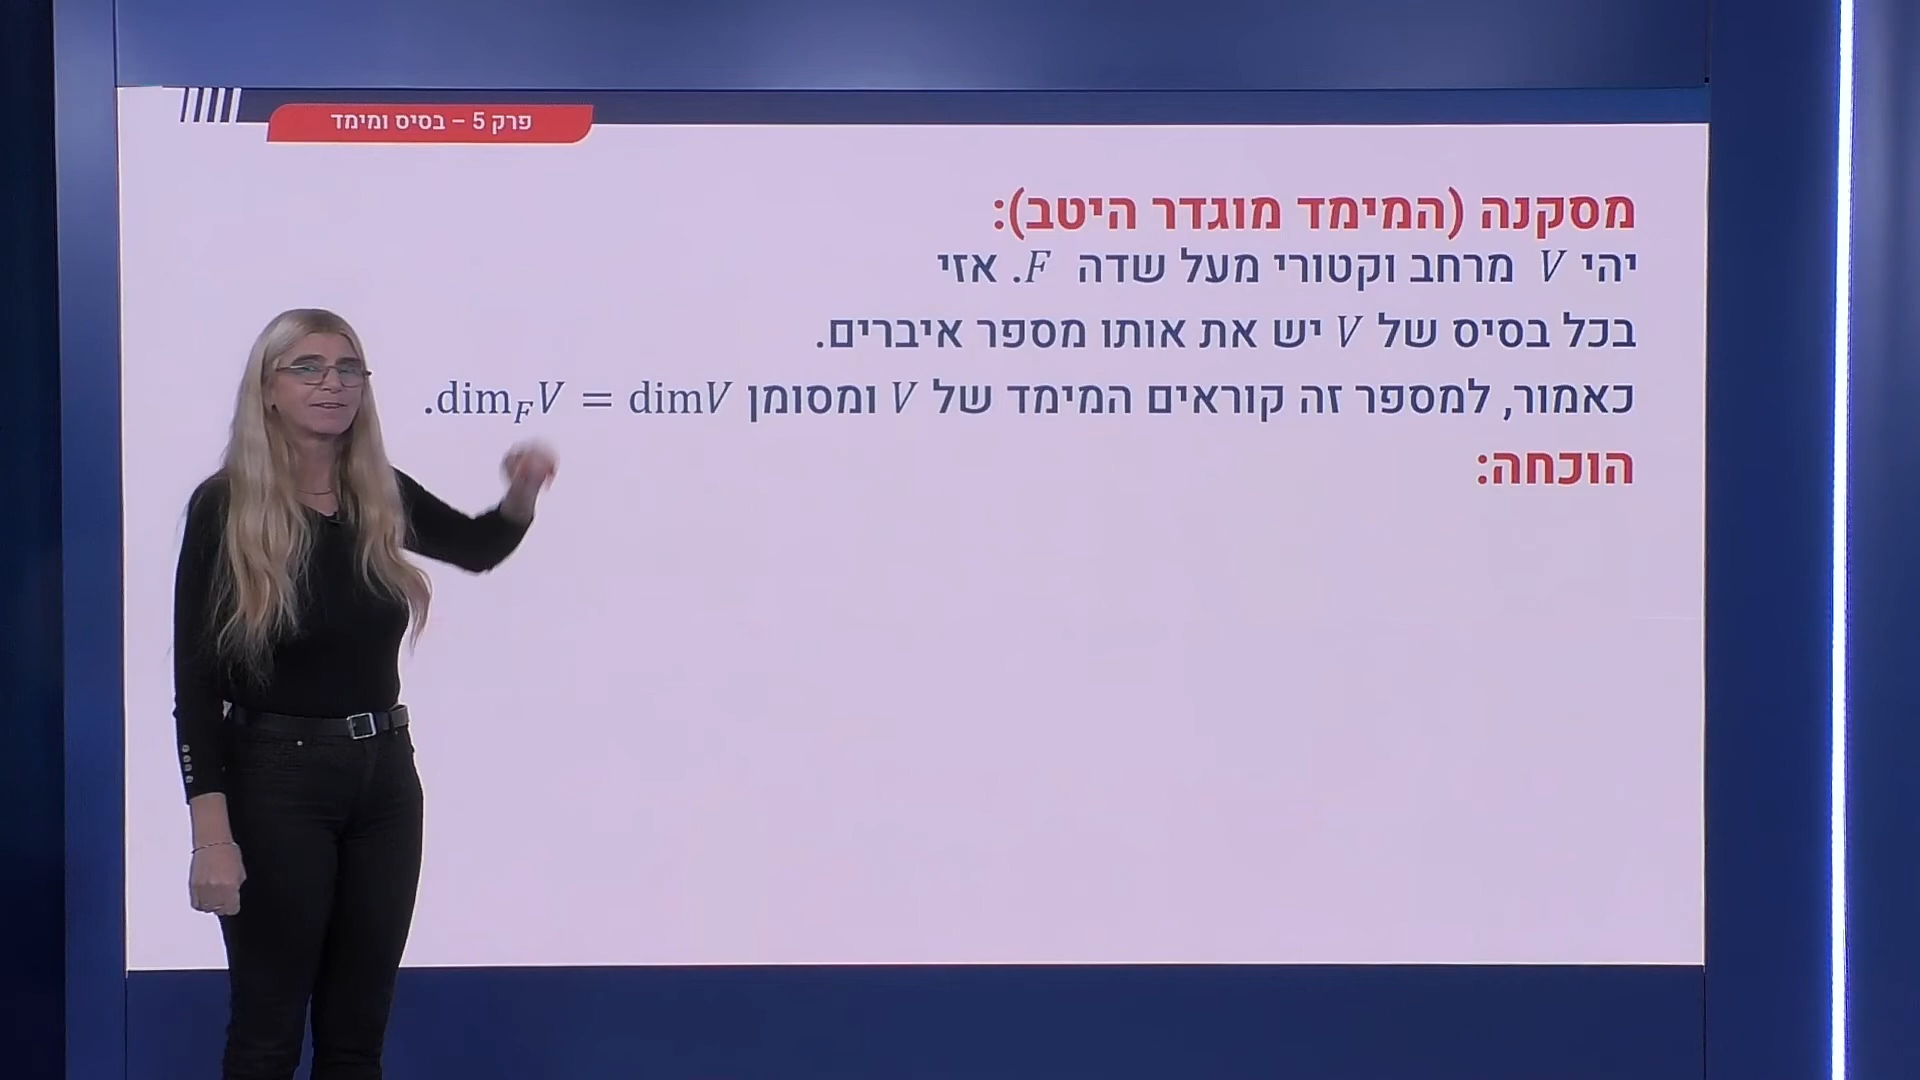 פרק 5 – בסיס ומימד
מסקנה (המימד מוגדר היטב):
יהי V מרחב וקטורי מעל שדה F. אזי
בכל בסיס של V יש את אותו מספר איברים.
כאמור, למספר זה קוראים המימד של V ומסומן dim_F V = dimV.
הוכחה: